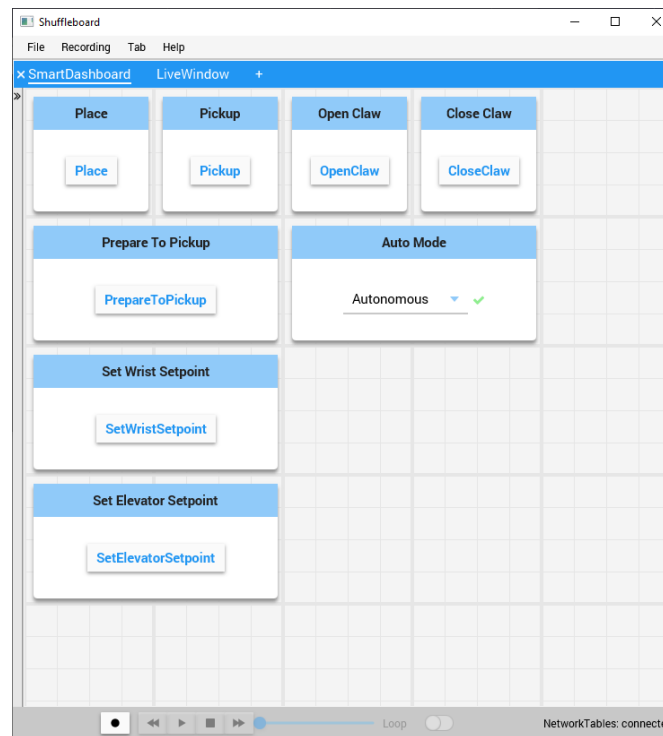 Shuffleboard
File Recording Tab Help
SmartDashboard LiveWindow +
Place Pickup Open Claw Close Claw
Place Pickup OpenClaw CloseClaw
Prepare To Pickup Auto Mode
PrepareToPickup Autonomous
Set Wrist Setpoint
SetWristSetpoint
Set Elevator Setpoint
SetElevatorSetpoint
Loop NetworkTables: connecte